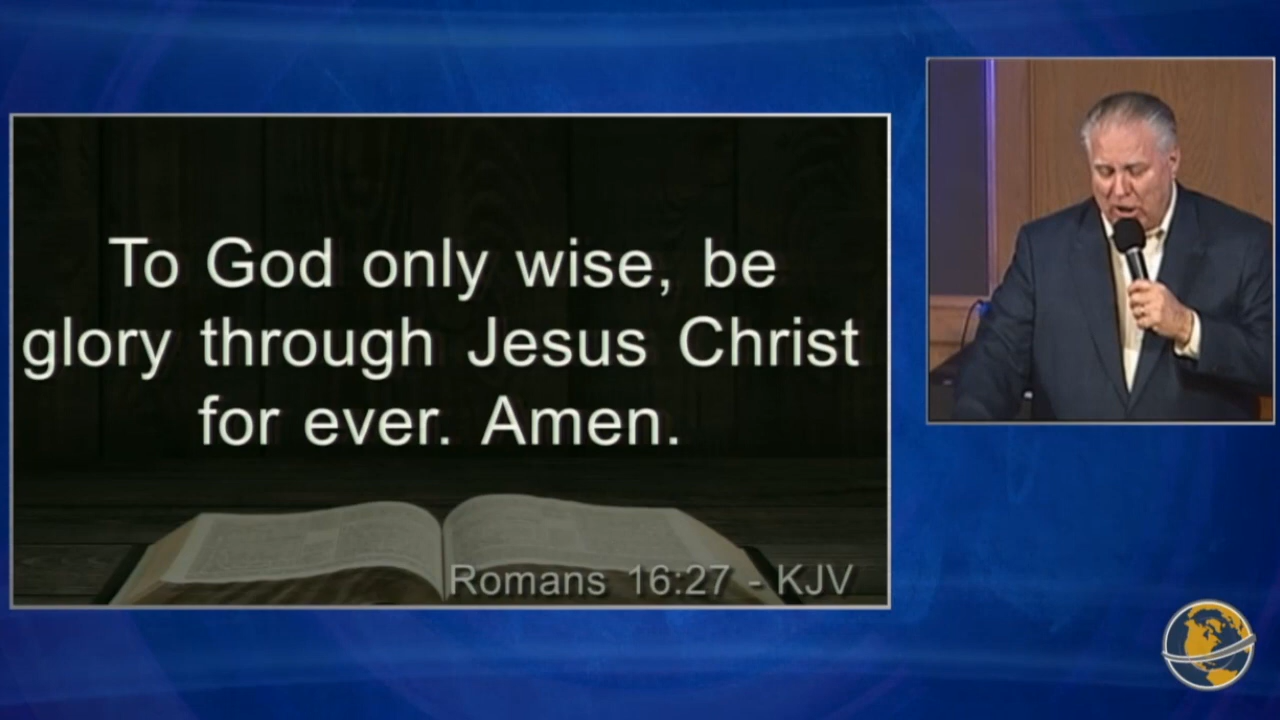 To God only wise, be
glory through Jesus Christ
for ever. Amen.
Romans 16:27 - KJV